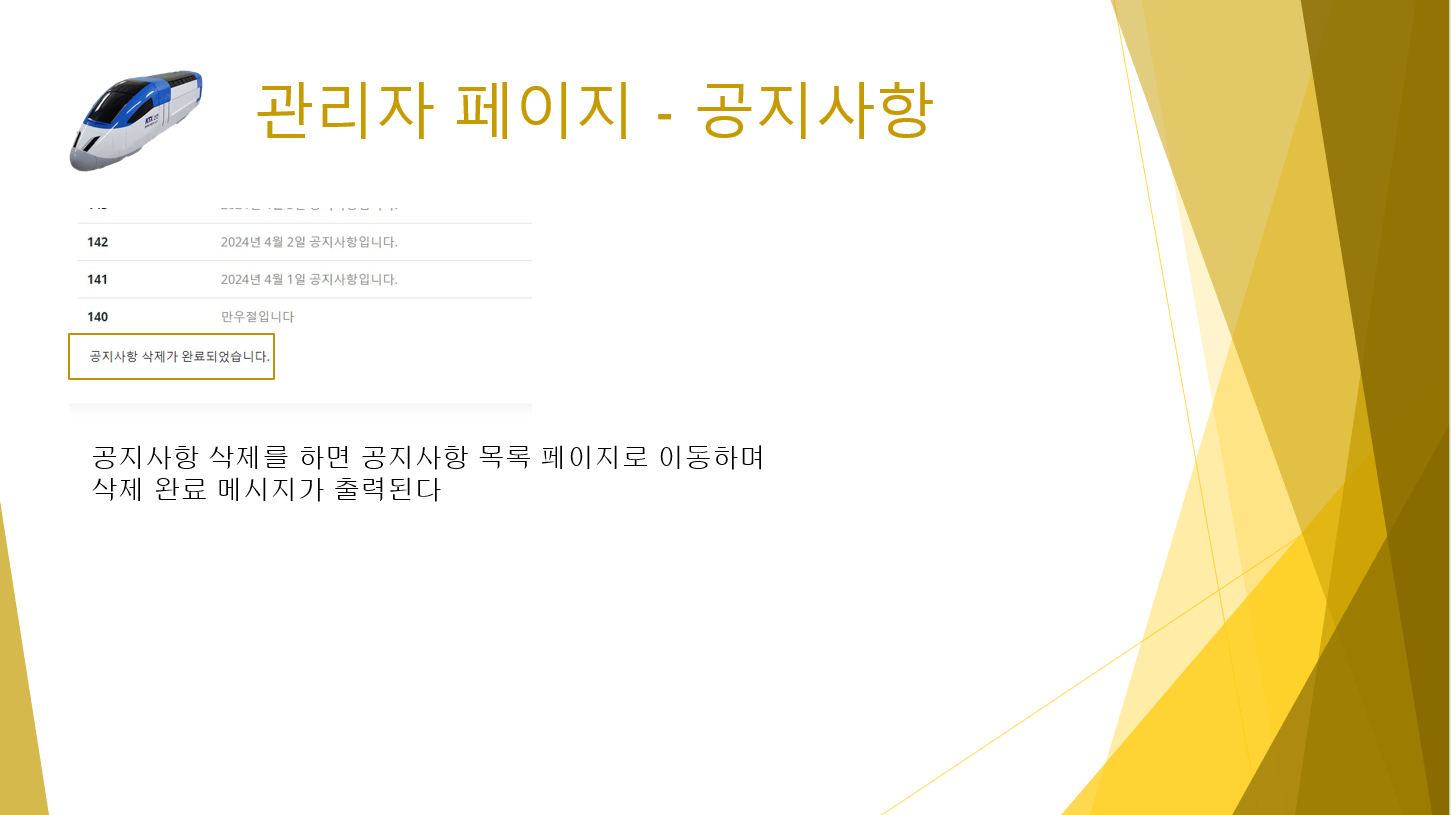 관리자 페이지 - 공지사항
142 2024년 4월 2일 공지사항입니다.
141 2024년 4월 1일 공지사항입니다.
140 만우절입니다
공지사항 삭제가 완료되었습니다.
공지사항 삭제를 하면 공지사항 목록 페이지로 이동하며
삭제 완료 메시지가 출력된다